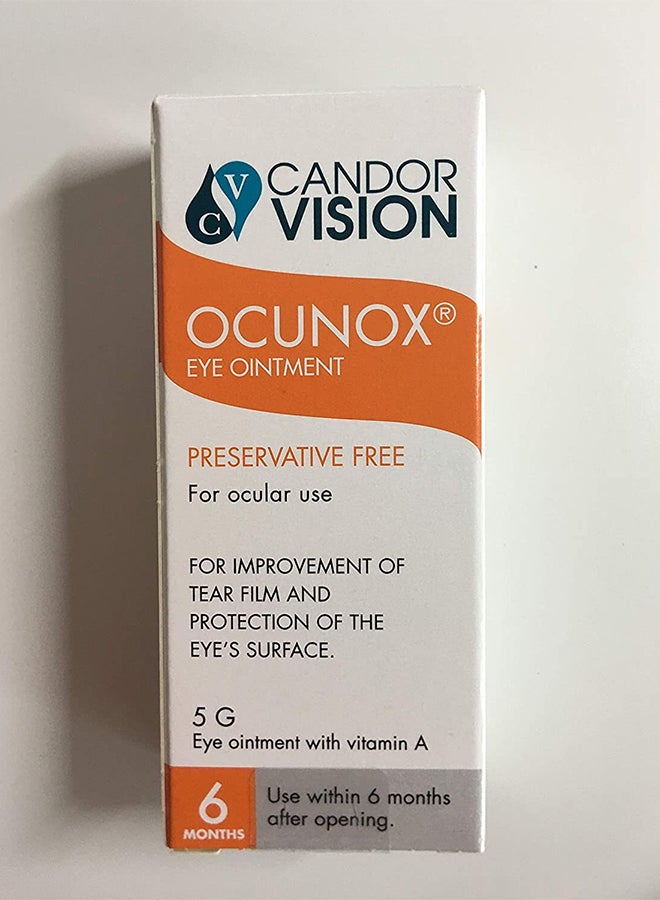 CV
CANDOR
VISION
OCUNOX®
EYE OINTMENT
PRESERVATIVE FREE
For ocular use
FOR IMPROVEMENT OF
TEAR FILM AND
PROTECTION OF THE
EYE'S SURFACE.
5 G
Eye ointment with vitamin A
6
MONTHS
Use within 6 months
after opening.